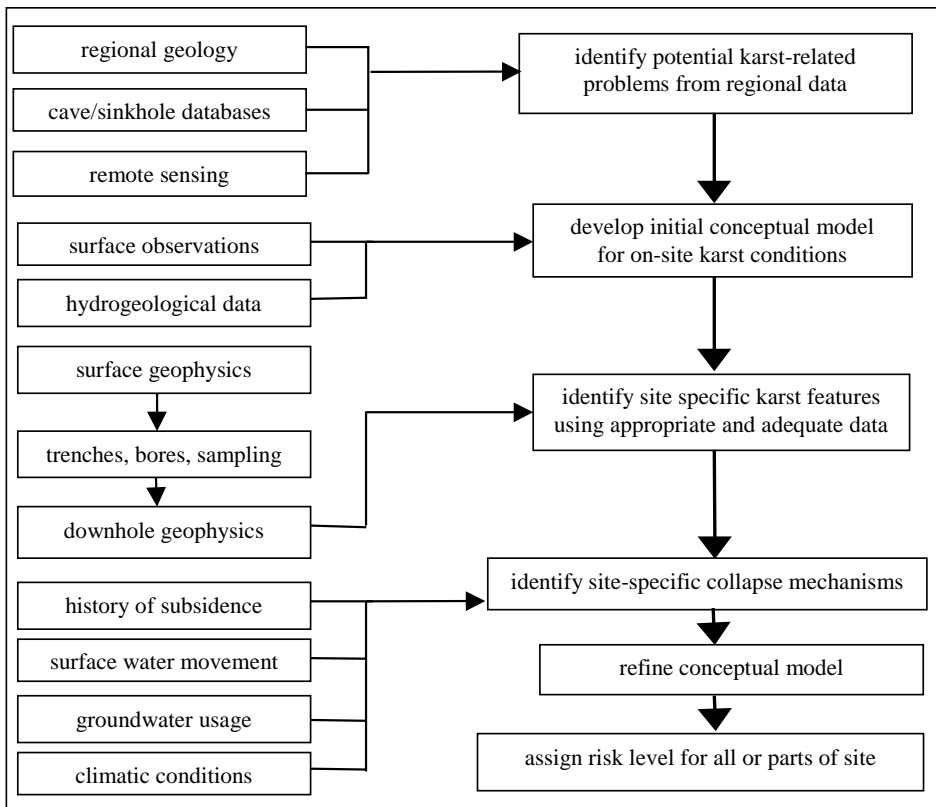 regional geology
cave/sinkhole databases
remote sensing
identify potential karst-related
problems from regional data
surface observations
hydrogeological data
develop initial conceptual model
for on-site karst conditions
surface geophysics
trenches, bores, sampling
downhole geophysics
identify site specific karst features
using appropriate and adequate data
history of subsidence
surface water movement
groundwater usage
climatic conditions
identify site-specific collapse mechanisms
refine conceptual model
assign risk level for all or parts of site